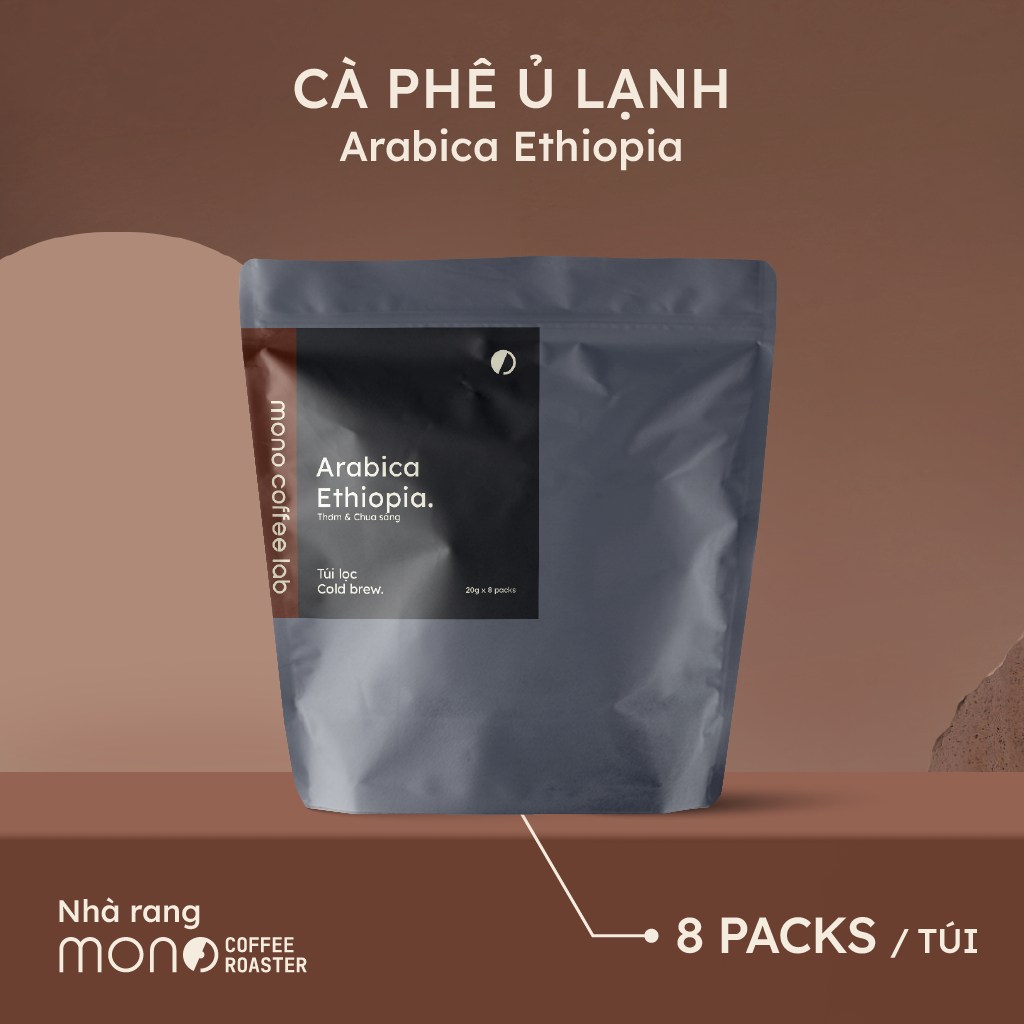 CÀ PHÊ Ủ LẠNH
Arabica Ethiopia
mono coffee lab
Arabica
Ethiopia.
Thơm & Chua sáng
Túi lọc
Cold brew.
20g x 8 packs
Nhà rang
mono COFFEE
ROASTER
8 PACKS / TÚI